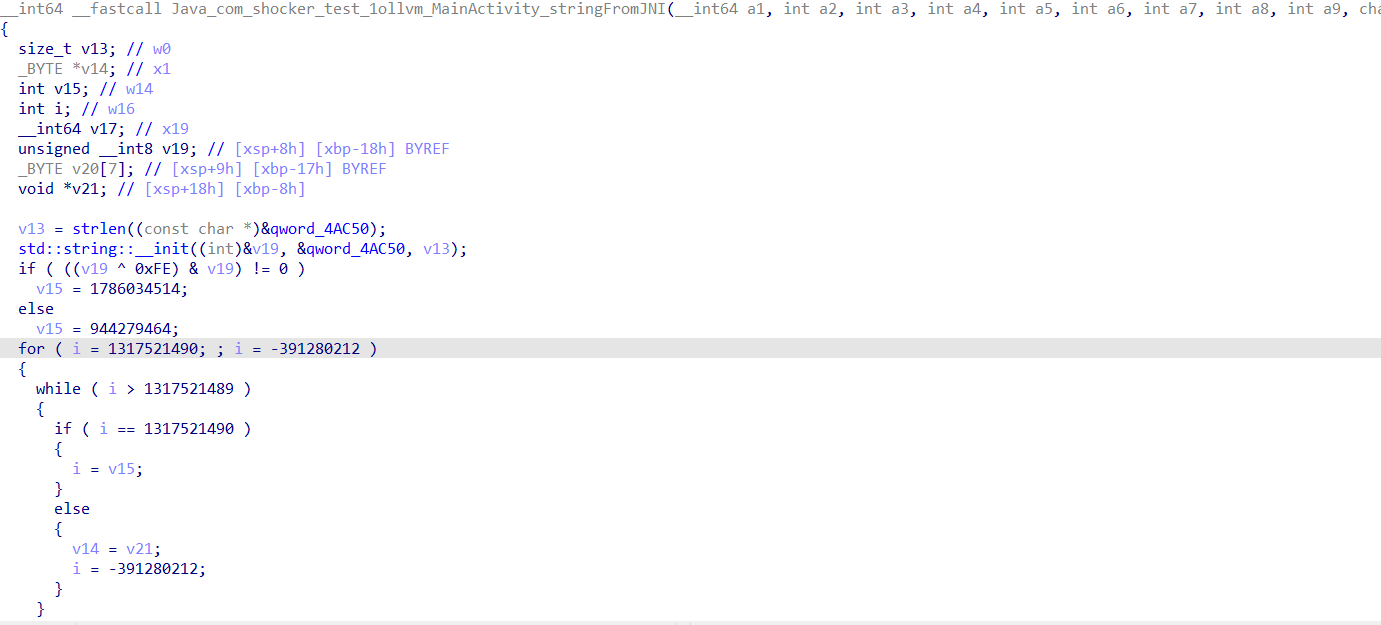 __int64 __fastcall Java_com_shocker_test_1ollvm_MainActivity_stringFromJNI(__int64 a1, int a2, int a3, int a4, int a5, int a6, int a7, int a8, int a9, cha
{
  size_t v13; // w0
  _BYTE *v14; // x1
  int v15; // w14
  int i; // w16
  __int64 v17; // x19
  unsigned __int8 v19; // [xsp+8h] [xbp-18h] BYREF
  _BYTE v20[7]; // [xsp+9h] [xbp-17h] BYREF
  void *v21; // [xsp+18h] [xbp-8h]

  v13 = strlen((const char *)&qword_4AC50);
  std::string::__init((int)&v19, &qword_4AC50, v13);
  if ( ((v19 ^ 0xFE) & v19) != 0 )
    v15 = 1786034514;
  else
    v15 = 944279464;
  for ( i = 1317521490; ; i = -391280212 )
  {
    while ( i > 1317521489 )
    {
      if ( i == 1317521490 )
      {
        i = v15;
      }
      else
      {
        v14 = v21;
        i = -391280212;
      }
    }